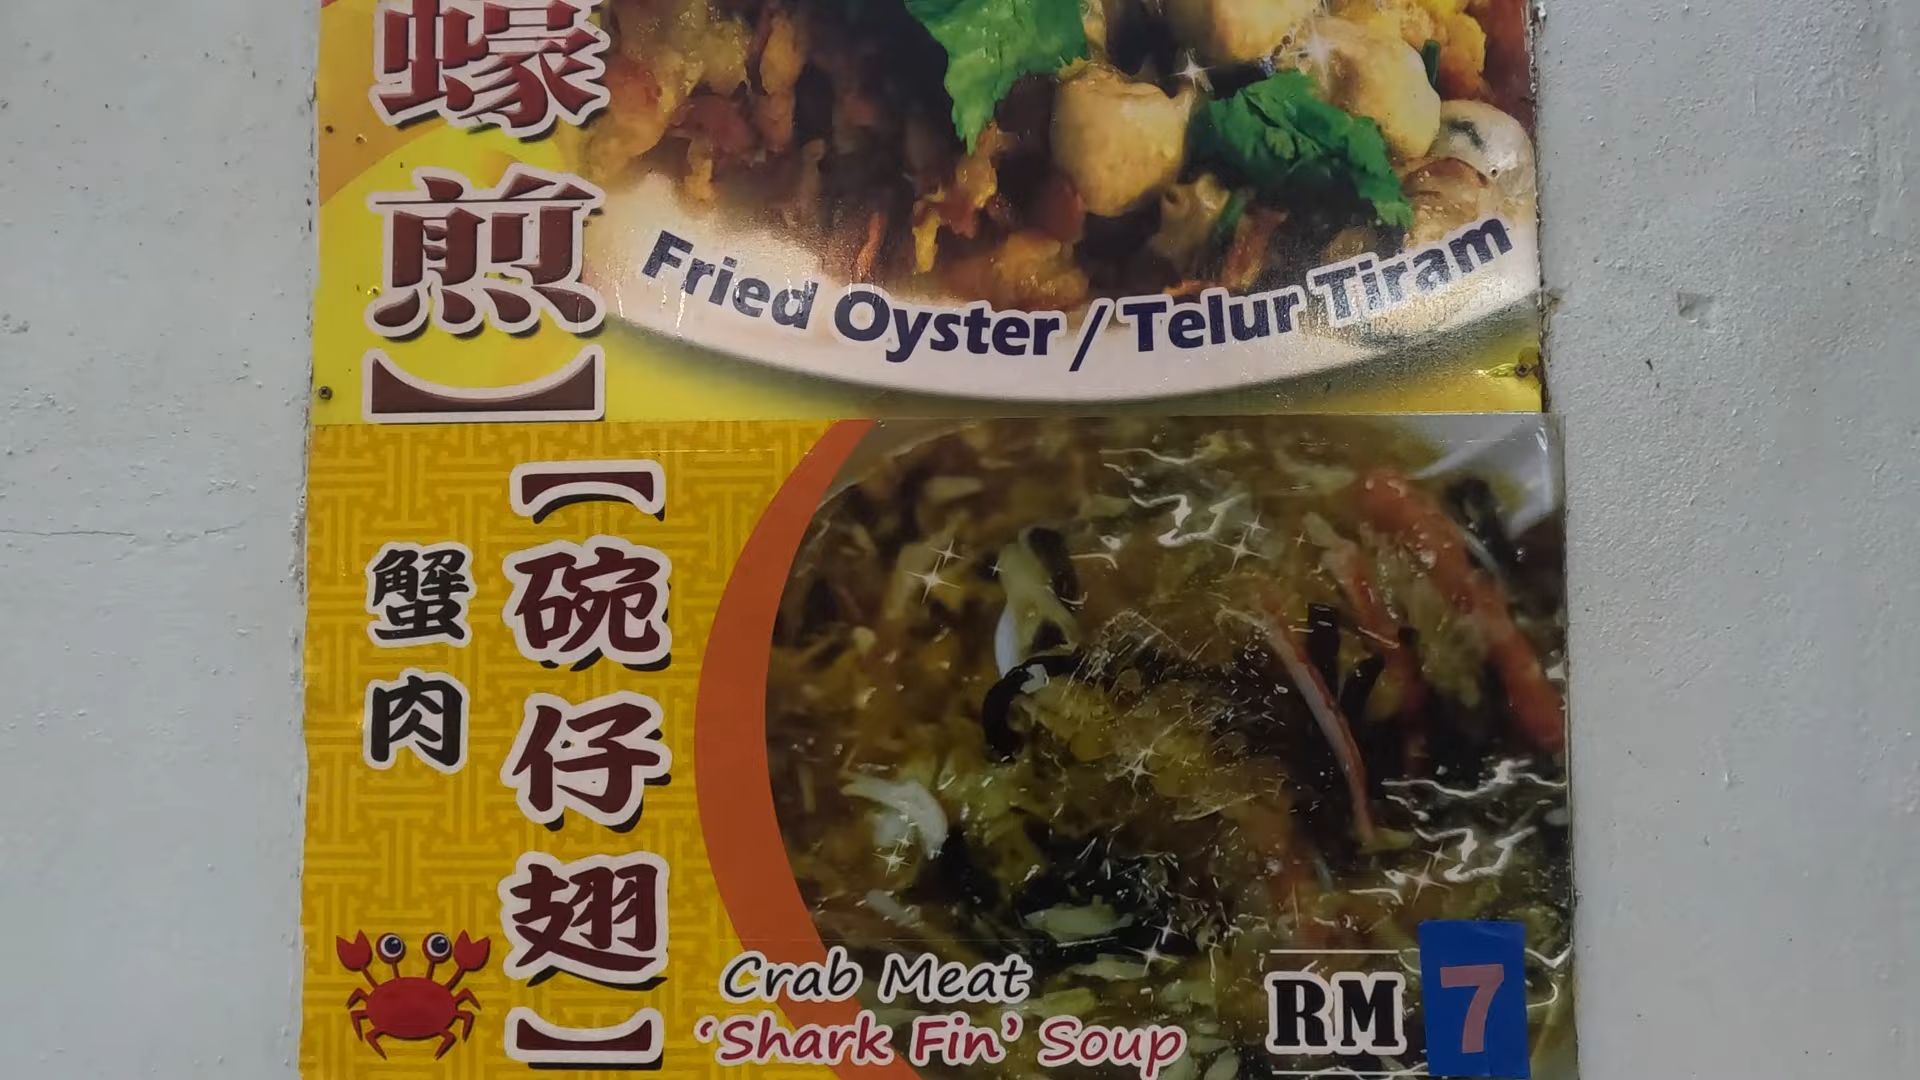 蠔煎】
Fried Oyster / Telur Tiram
【碗仔翅】
蟹肉
Crab Meat
‘Shark Fin’ Soup
RM 7